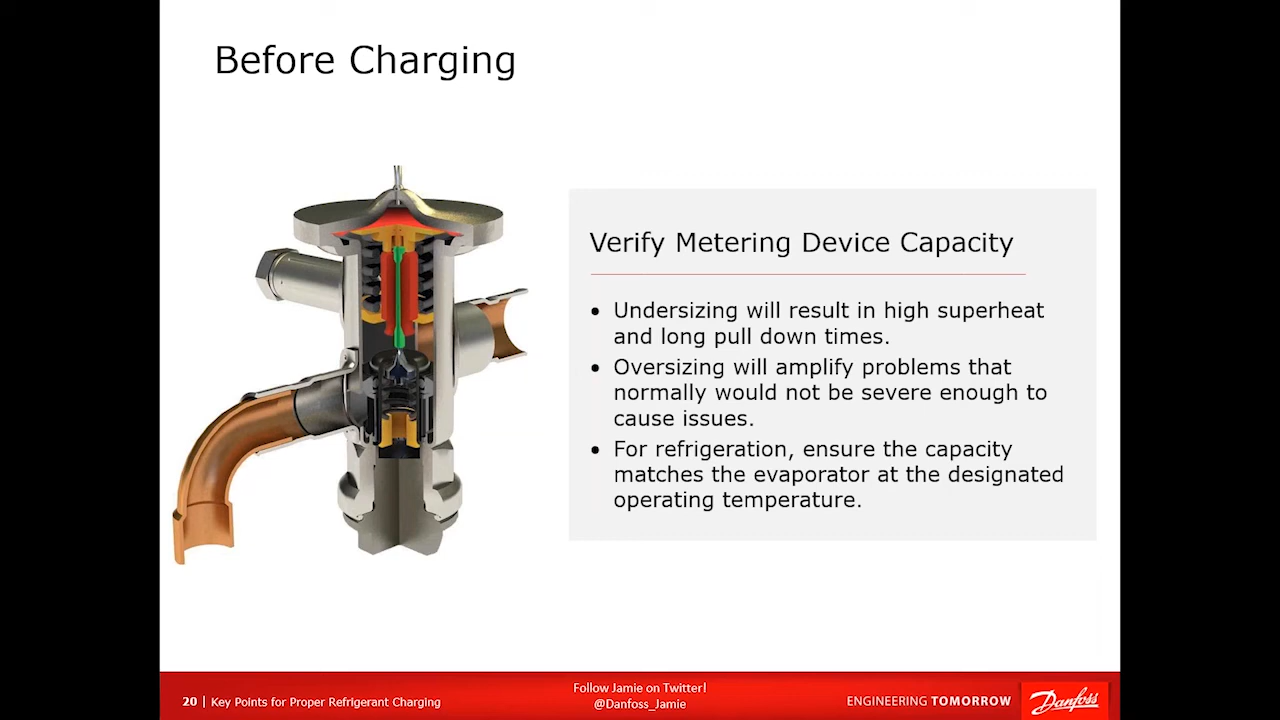 Before Charging
Verify Metering Device Capacity
• Undersizing will result in high superheat
and long pull down times.
• Oversizing will amplify problems that
normally would not be severe enough to
cause issues.
• For refrigeration, ensure the capacity
matches the evaporator at the designated
operating temperature.
20 | Key Points for Proper Refrigerant Charging
Follow Jamie on Twitter!
@Danfoss_Jamie
ENGINEERING TOMORROW
Danfoss